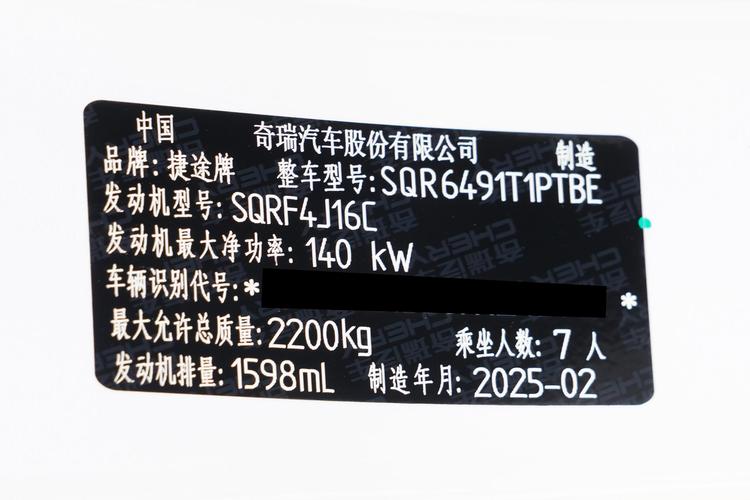 中国 奇瑞汽车股份有限公司 制造
品牌: 捷途牌 整车型号: SQR6491T1PTBE
发动机型号: SQRF4J16C
发动机最大净功率: 140 kW
车辆识别代号: * *
最大允许总质量: 2200kg 乘坐人数: 7 人
发动机排量: 1598mL 制造年月: 2025-02